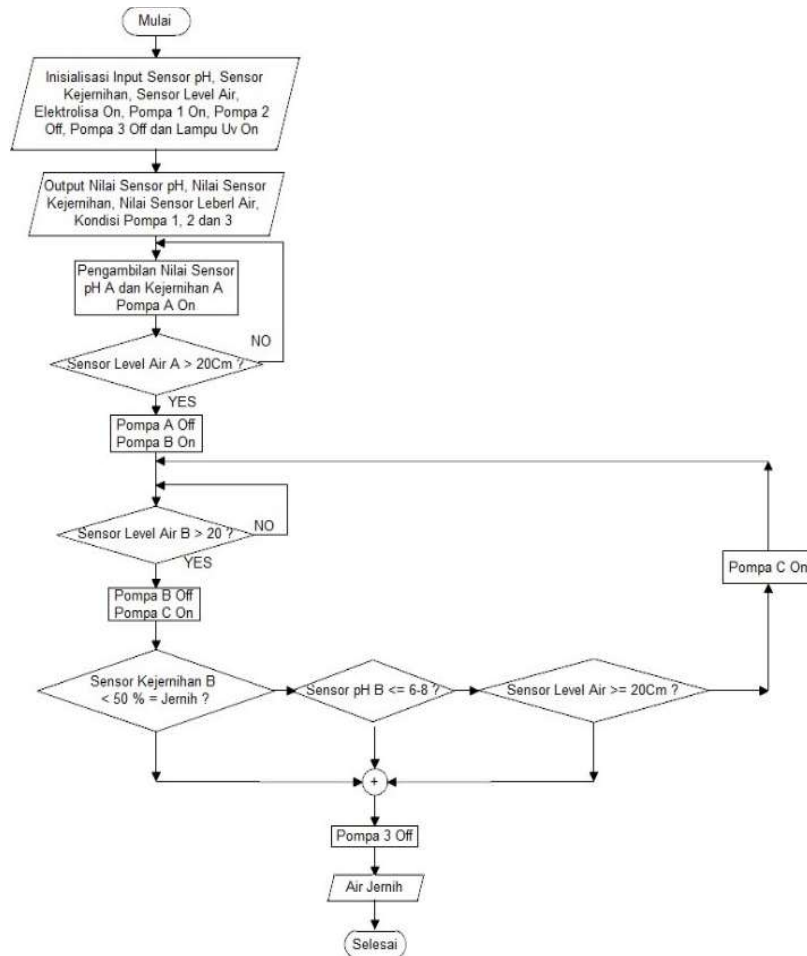 Mulai
Inisialisasi Input Sensor pH, Sensor
Kejernihan, Sensor Level Air,
Elektrolisa On, Pompa 1 On, Pompa 2
Off, Pompa 3 Off dan Lampu Uv On
Output Nilai Sensor pH, Nilai Sensor
Kejernihan, Nilai Sensor Leberl Air,
Kondisi Pompa 1, 2 dan 3
Pengambilan Nilai Sensor
pH A dan Kejernihan A
Pompa A On
NO
Sensor Level Air A > 20Cm ?
YES
Pompa A Off
Pompa B On
Sensor Level Air B > 20 ?
NO
YES
Pompa C On
Pompa B Off
Pompa C On
Sensor Kejernihan B
< 50 % = Jernih ?
Sensor pH B <= 6-8 ?
Sensor Level Air >= 20Cm ?
+
Pompa 3 Off
Air Jernih
Selesai